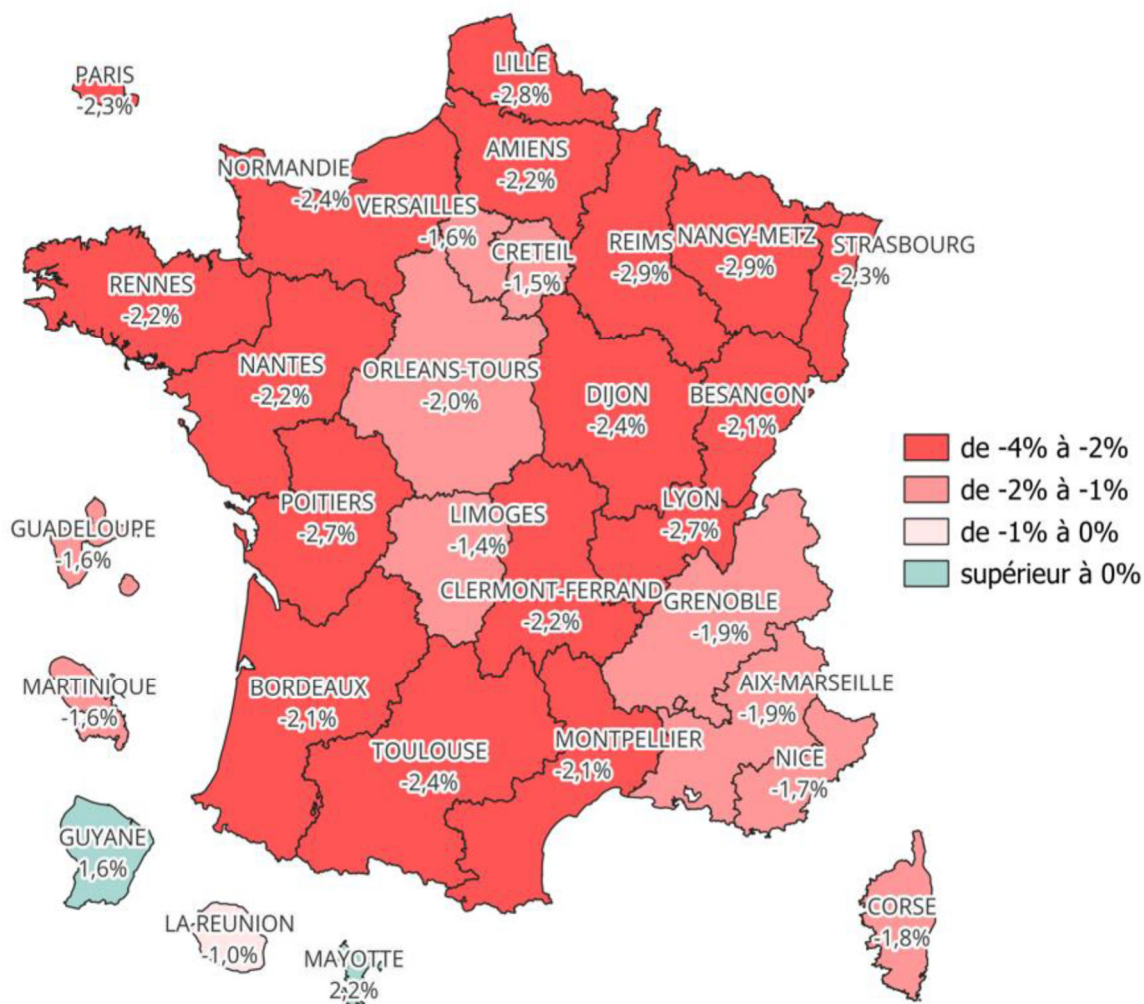 PARIS
-2,3%
LILLE
-2,8%
AMIENS
-2,2%
NORMANDIE
-2,4%
VERSAILLES
-1,6%
CRETEIL
-1,5%
REIMS
-2,9%
NANCY-METZ
-2,9%
STRASBOURG
-2,3%
RENNES
-2,2%
NANTES
-2,2%
ORLEANS-TOURS
-2,0%
DIJON
-2,4%
BESANCON
-2,1%
de -4% à -2%
de -2% à -1%
de -1% à 0%
supérieur à 0%
POITIERS
-2,7%
LIMOGES
-1,4%
LYON
-2,7%
GUADELOUPE
-1,6%
CLERMONT-FERRAND
-2,2%
GRENOBLE
-1,9%
MARTINIQUE
-1,6%
BORDEAUX
-2,1%
AIX-MARSEILLE
-1,9%
TOULOUSE
-2,4%
MONTPELLIER
-2,1%
NICE
-1,7%
GUYANE
1,6%
LA-REUNION
-1,0%
MAYOTTE
2,2%
CORSE
-1,8%